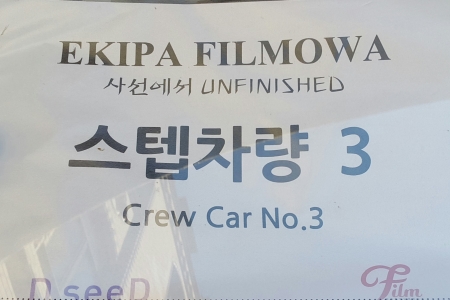 EKIPA FILMOWA
사선에서 UNFINISHED
스텝차량 3
Crew Car No.3
D.seeD
Film